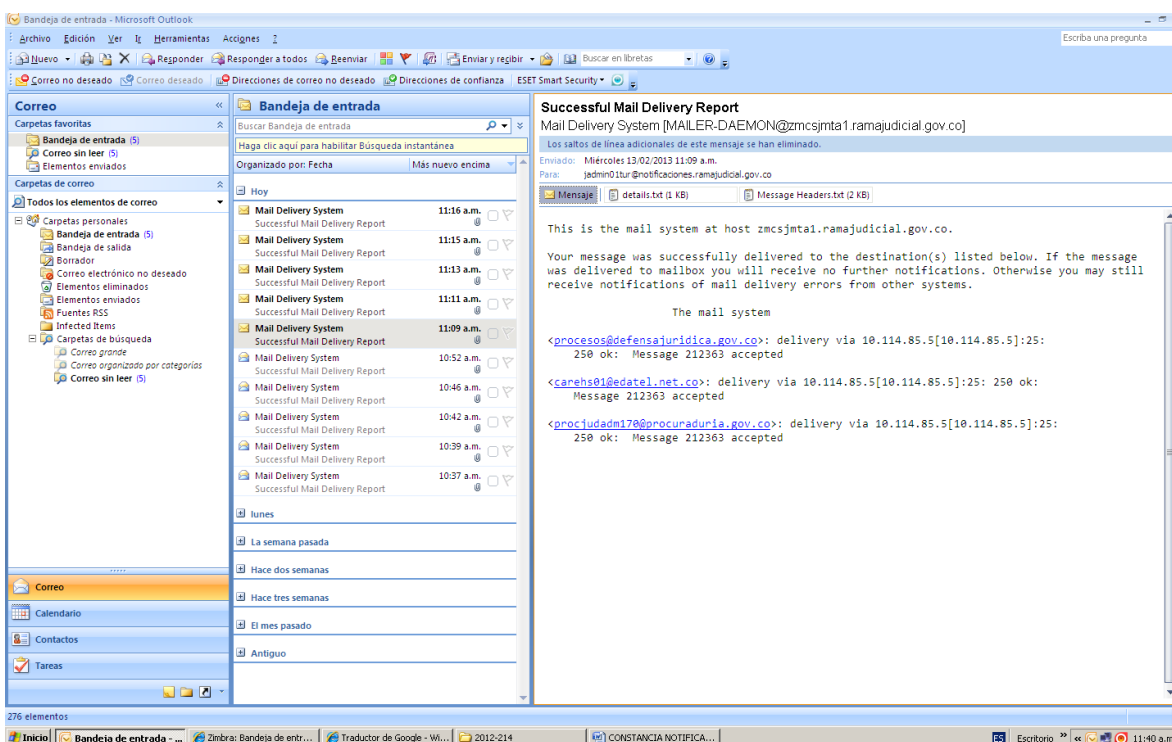 Bandeja de entrada - Microsoft Outlook
Archivo Edición Ver Ir Herramientas Acciones ?
Escriba una pregunta
Nuevo Responder Responder a todos Reenviar Enviar y recibir Buscar en libretas
Correo no deseado Correo deseado Direcciones de correo no deseado Direcciones de confianza ESET Smart Security
Correo
Carpetas favoritas
Bandeja de entrada (5)
Correo sin leer (5)
Elementos enviados
Carpetas de correo
Todos los elementos de correo
Carpetas personales
Bandeja de entrada (5)
Bandeja de salida
Borrador
Correo electrónico no deseado
Elementos eliminados
Elementos enviados
Fuentes RSS
Infected Items
Carpetas de búsqueda
Correo grande
Correo organizado por categorías
Correo sin leer (5)
Correo
Calendario
Contactos
Tareas
Bandeja de entrada
Buscar Bandeja de entrada
Haga clic aquí para habilitar Búsqueda instantánea
Organizado por: Fecha Más nuevo encima
Hoy
Mail Delivery System 11:16 a.m.
Successful Mail Delivery Report
Mail Delivery System 11:15 a.m.
Successful Mail Delivery Report
Mail Delivery System 11:13 a.m.
Successful Mail Delivery Report
Mail Delivery System 11:11 a.m.
Successful Mail Delivery Report
Mail Delivery System 11:09 a.m.
Successful Mail Delivery Report
Mail Delivery System 10:52 a.m.
Successful Mail Delivery Report
Mail Delivery System 10:46 a.m.
Successful Mail Delivery Report
Mail Delivery System 10:42 a.m.
Successful Mail Delivery Report
Mail Delivery System 10:39 a.m.
Successful Mail Delivery Report
Mail Delivery System 10:37 a.m.
Successful Mail Delivery Report
lunes
La semana pasada
Hace dos semanas
Hace tres semanas
El mes pasado
Antiguo
Successful Mail Delivery Report
Mail Delivery System [MAILER-DAEMON@zmcsjmta1.ramajudicial.gov.co]
Los saltos de línea adicionales de este mensaje se han eliminado.
Enviado: Miércoles 13/02/2013 11:09 a.m.
Para: jadmin01tur@notificaciones.ramajudicial.gov.co
Mensaje details.txt (1 KB) Message Headers.txt (2 KB)
This is the mail system at host zmcsjmta1.ramajudicial.gov.co.
Your message was successfully delivered to the destination(s) listed below. If the message
was delivered to mailbox you will receive no further notifications. Otherwise you may still
receive notifications of mail delivery errors from other systems.
The mail system
<procesos@defensajuridica.gov.co>: delivery via 10.114.85.5[10.114.85.5]:25:
250 ok: Message 212363 accepted
<carehs01@edatel.net.co>: delivery via 10.114.85.5[10.114.85.5]:25: 250 ok:
Message 212363 accepted
<procjudadm170@procuraduria.gov.co>: delivery via 10.114.85.5[10.114.85.5]:25:
250 ok: Message 212363 accepted
276 elementos
Inicio Bandeja de entrada - ... Zimbra: Bandeja de entr... Traductor de Google - Wi... 2012-214 CONSTANCIA NOTIFICA... ES Escritorio 11:40 a.m